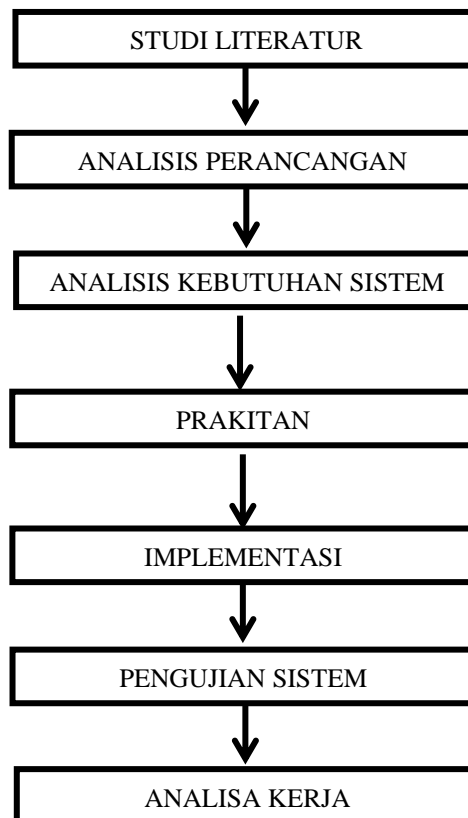 STUDI LITERATUR
ANALISIS PERANCANGAN
ANALISIS KEBUTUHAN SISTEM
PRAKITAN
IMPLEMENTASI
PENGUJIAN SISTEM
ANALISA KERJA